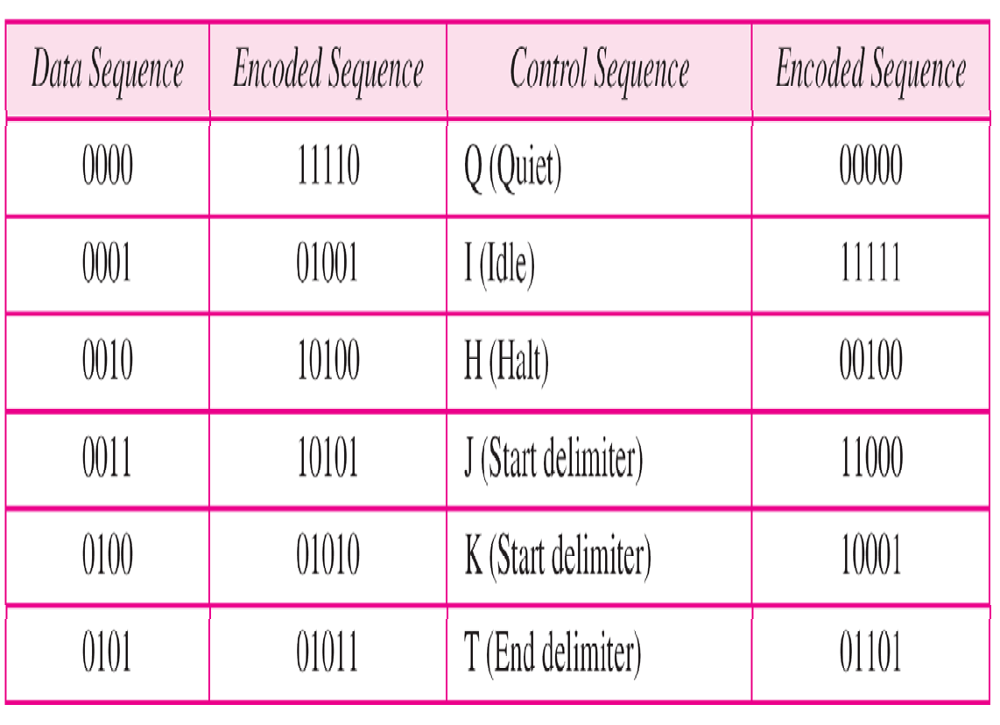 Data Sequence Encoded Sequence Control Sequence Encoded Sequence
0000 11110 Q (Quiet) 00000
0001 01001 I (Idle) 11111
0010 10100 H (Halt) 00100
0011 10101 J (Start delimiter) 11000
0100 01010 K (Start delimiter) 10001
0101 01011 T (End delimiter) 01101